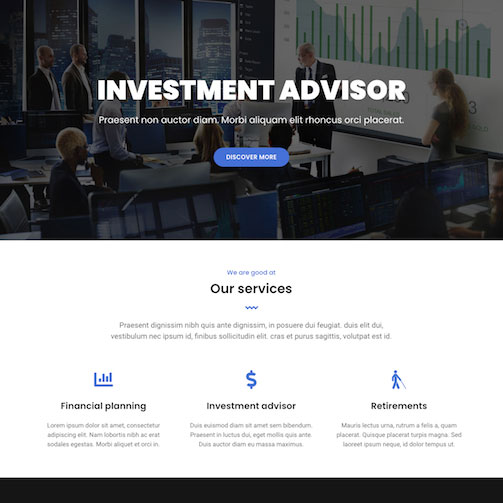 INVESTMENT ADVISOR
Praesent non auctor diam. Morbi aliquam elit rhoncus orci placerat.
DISCOVER MORE
We are good at
Our services
Praesent dignissim nibh quis ante dignissim, in posuere dui feugiat. duis elit dui,
vestibulum nec ipsum id, finibus sollicitudin elit. cras et purus sagittis, volutpat est id.
Financial planning
Lorem ipsum dolor sit amet, consectetur
adipiscing elit. Nam lobortis nibh ac erat
sodales egestas. Morbi aliquet et orci in.
Investment advisor
Duis euismod diam sit amet sem bibendum.
Praesent in luctus dui, eget mollis quis ante.
Duis auctor diam eu massa maximus.
Retirements
Mauris lectus urna, rutrum a felis a, quam
placerat. Quisque placerat turpis magna. Sed
laoreet ipsum neque, id dolor tempus ut.